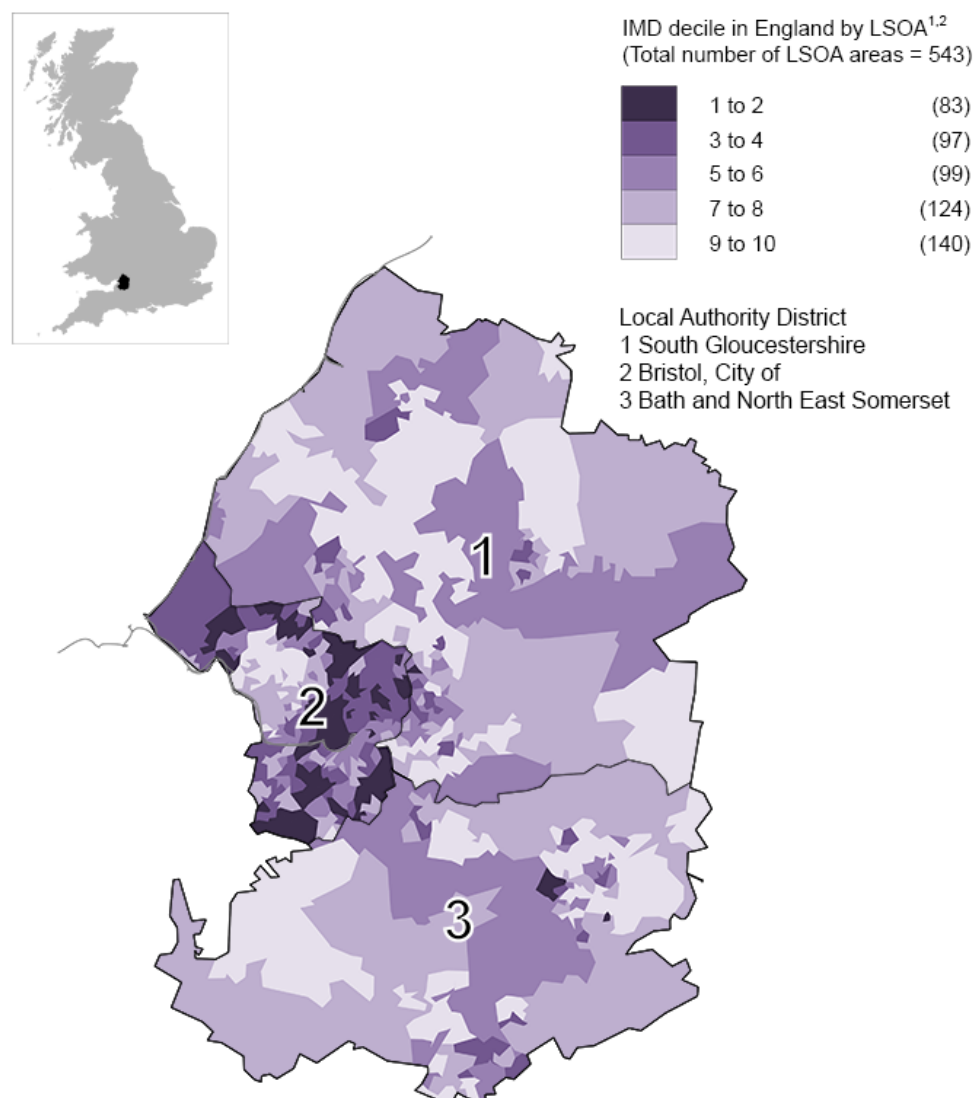 IMD decile in England by LSOA1,2
(Total number of LSOA areas = 543)
1 to 2 (83)
3 to 4 (97)
5 to 6 (99)
7 to 8 (124)
9 to 10 (140)
Local Authority District
1 South Gloucestershire
2 Bristol, City of
3 Bath and North East Somerset
1
2
3